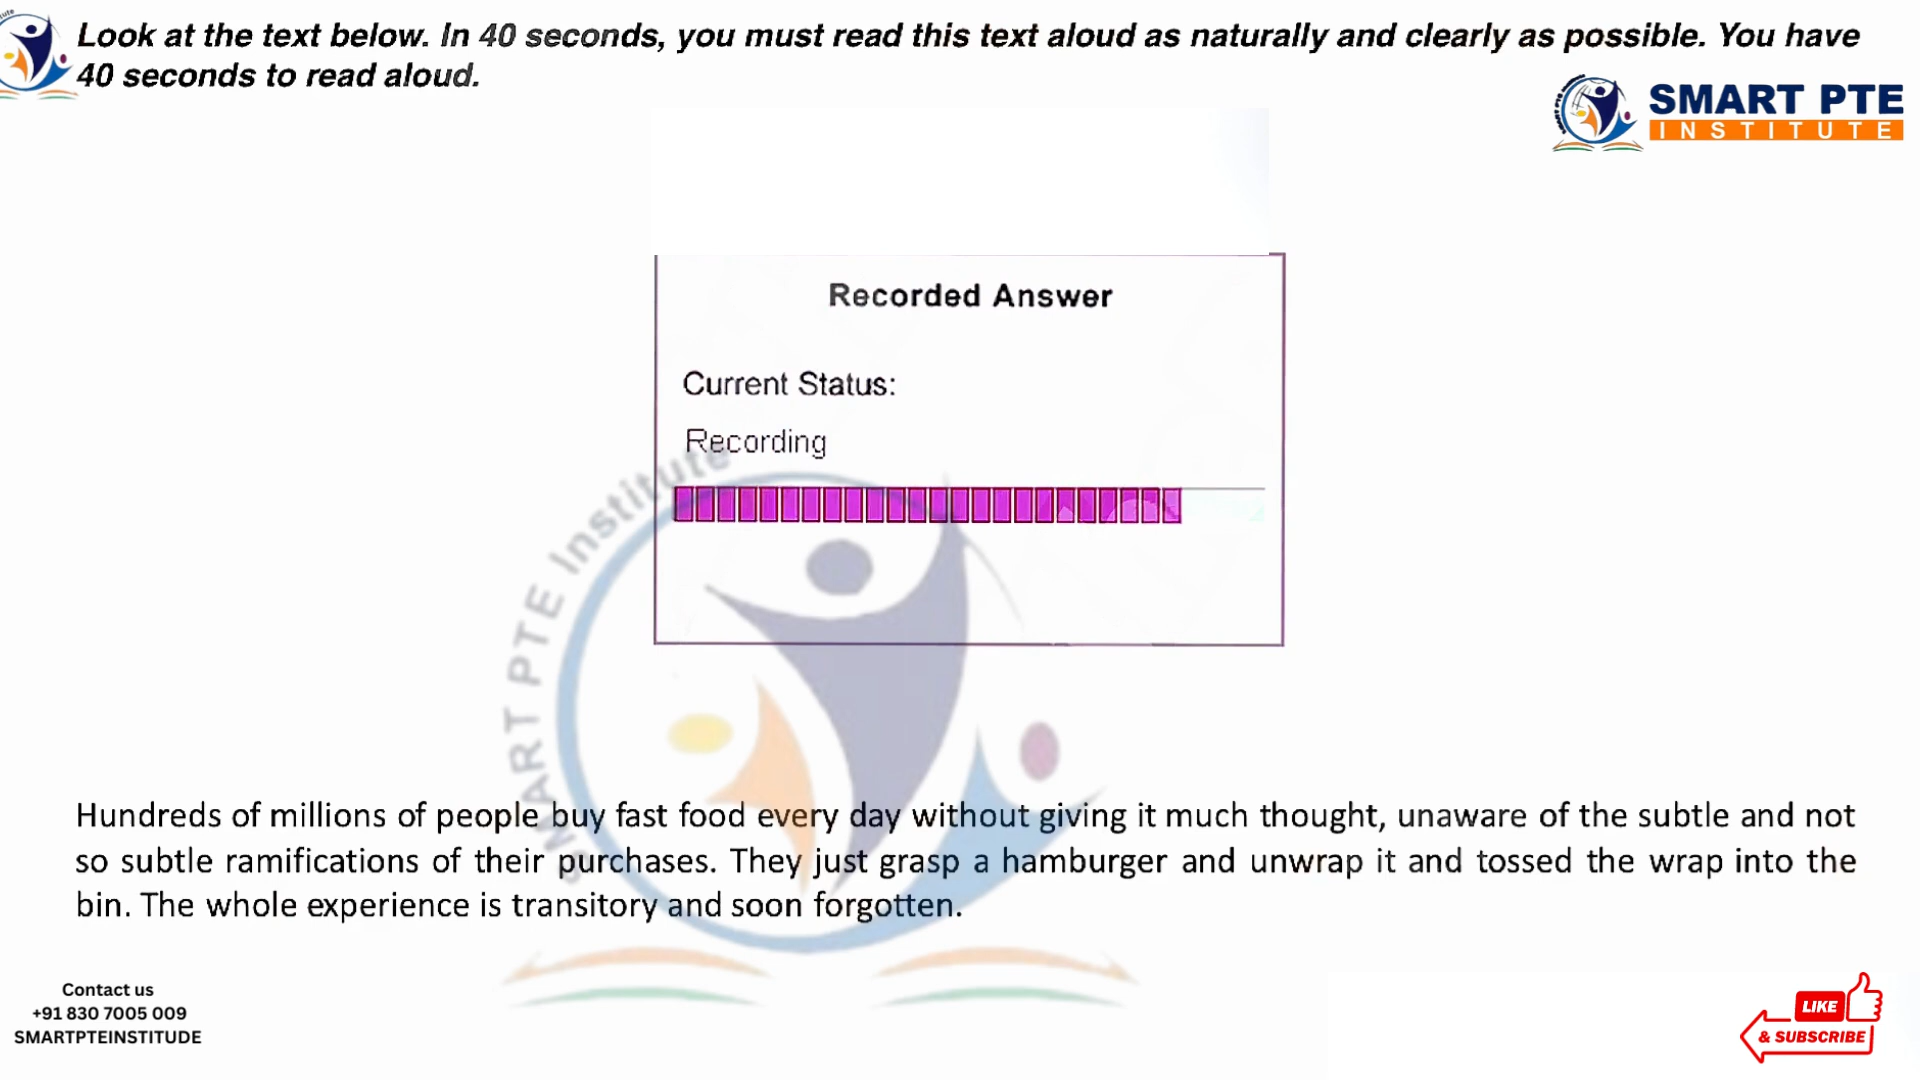 Look at the text below. In 40 seconds, you must read this text aloud as naturally and clearly as possible. You have
40 seconds to read aloud.
SMART PTE
INSTITUTE
Recorded Answer
Current Status:
Recording
SMART PTE Institute
Hundreds of millions of people buy fast food every day without giving it much thought, unaware of the subtle and not
so subtle ramifications of their purchases. They just grasp a hamburger and unwrap it and tossed the wrap into the
bin. The whole experience is transitory and soon forgotten.
Contact us
+91 830 7005 009
SMARTPTEINSTITUDE
LIKE
& SUBSCRIBE